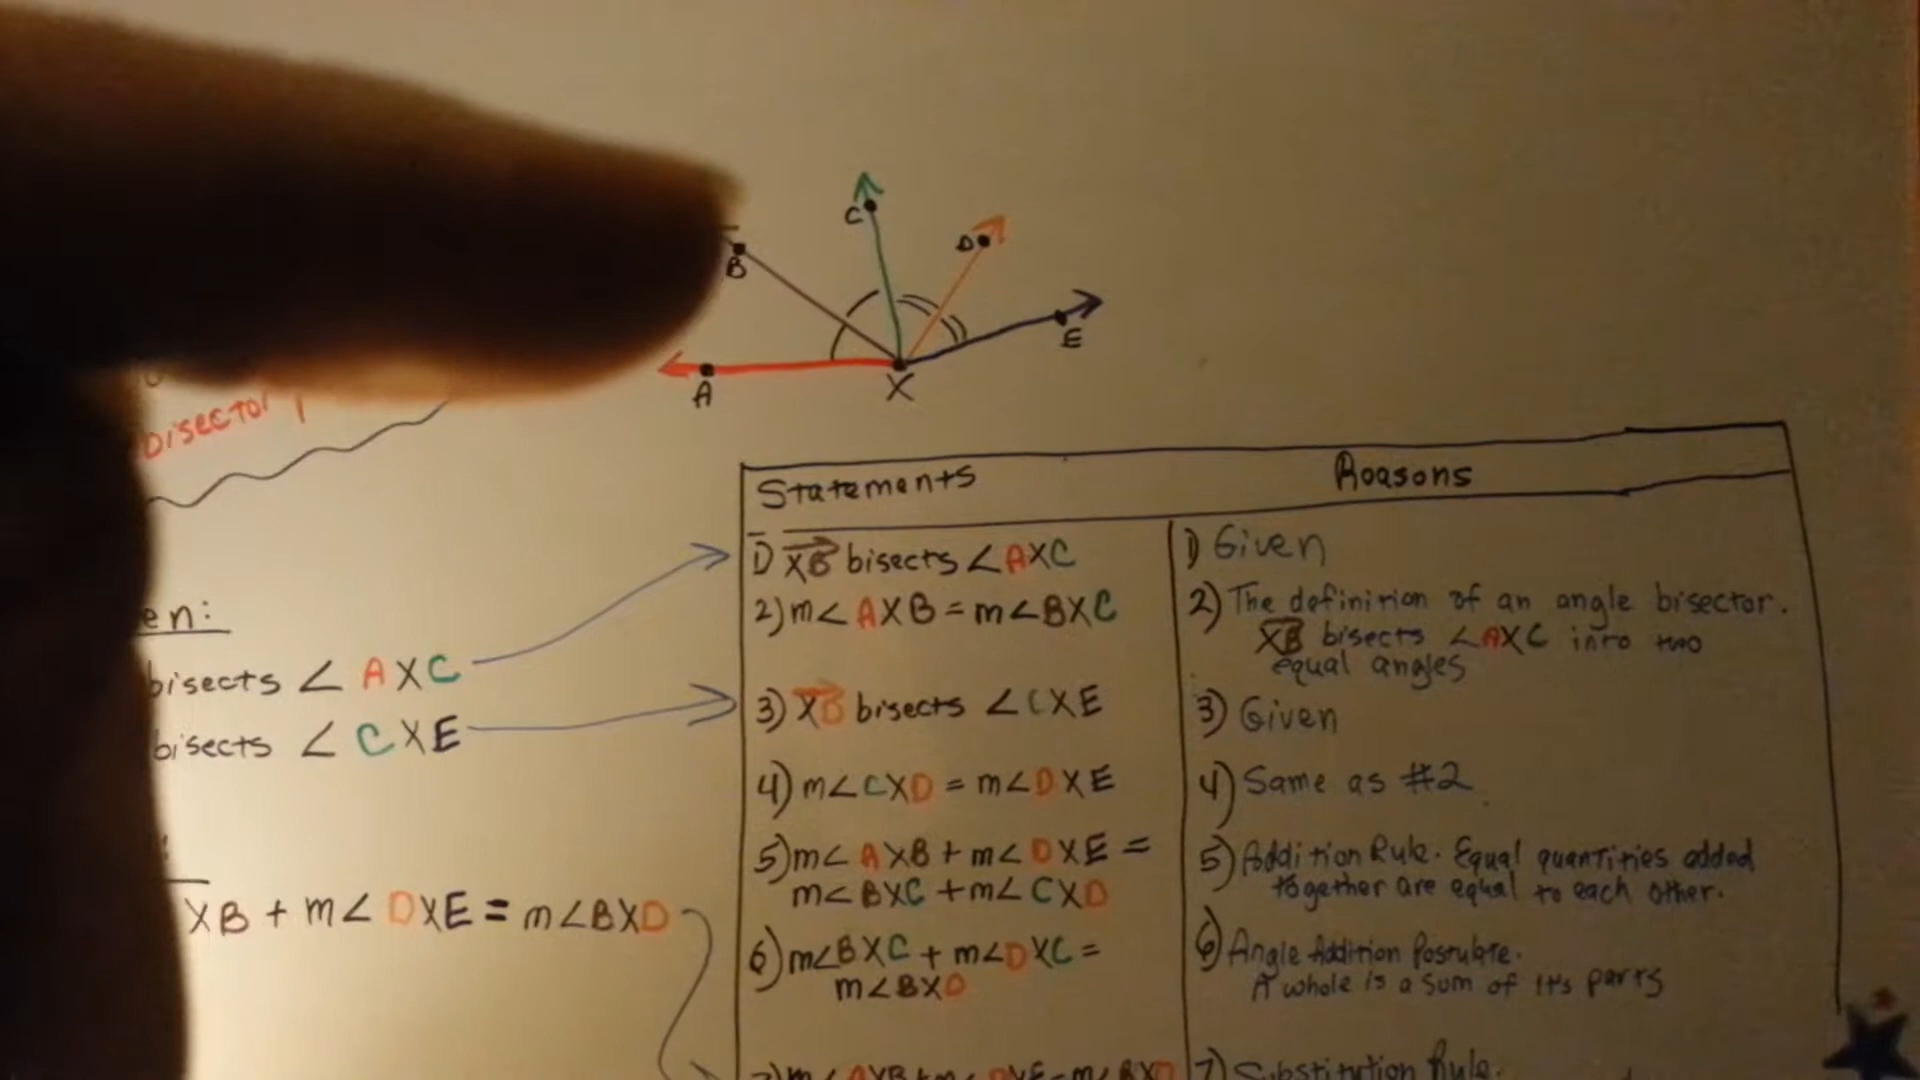 C
D
B
E
A
X
bisector
Statements
Reasons
1) XB bisects ∠AXC
1) Given
2) m∠AXB = m∠BXC
2) The definition of an angle bisector.
XB bisects ∠AXC into two
equal angles
en:
bisects ∠AXC
bisects ∠CXE
3) XD bisects ∠CXE
3) Given
4) m∠CXD = m∠DXE
4) Same as #2
5) m∠AXB + m∠DXE =
m∠BXC + m∠CXD
5) Addition Rule. Equal quantities added
together are equal to each other.
XB + m∠DXE = m∠BXD
6) m∠BXC + m∠DXC =
m∠BXD
6) Angle Addition Postulate.
A whole is a sum of it's parts
7) m∠AXB + m∠DXE = m∠BXD
7) Substitution Rule.